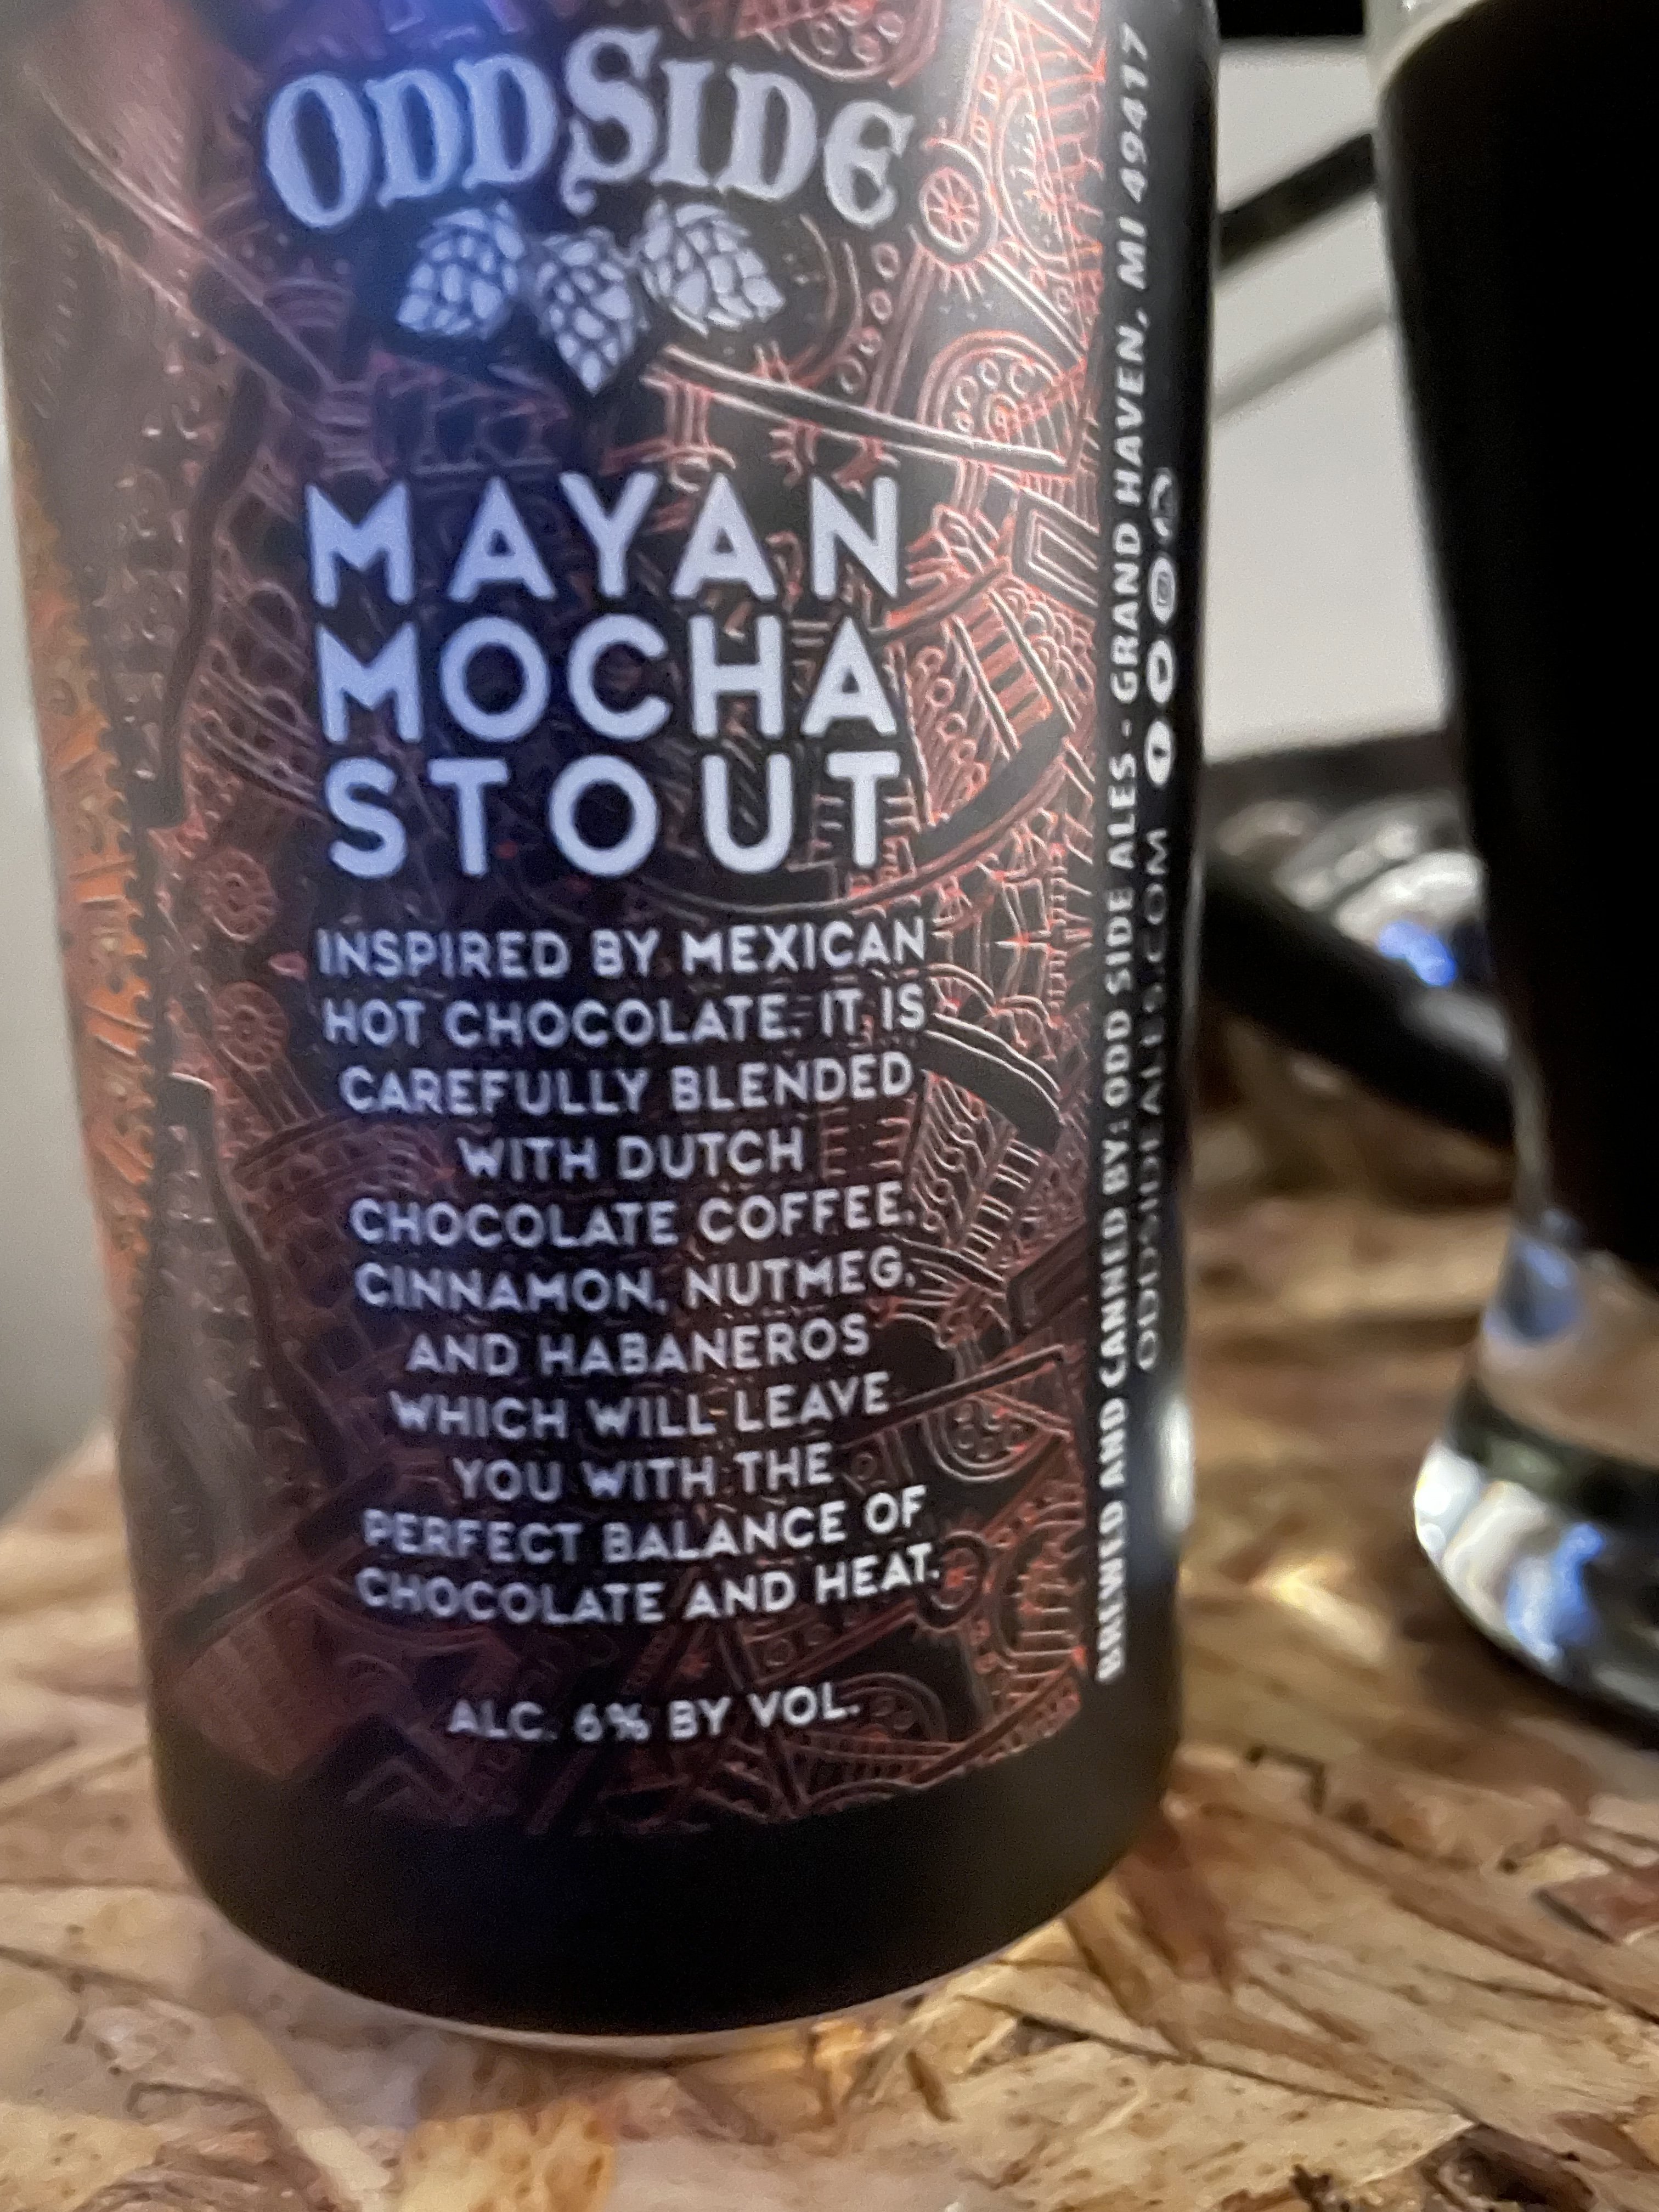 ODD SIDE
MAYAN
MOCHA
STOUT
INSPIRED BY MEXICAN
HOT CHOCOLATE. IT IS
CAREFULLY BLENDED
WITH DUTCH
CHOCOLATE COFFEE,
CINNAMON, NUTMEG,
AND HABANEROS
WHICH WILL LEAVE
YOU WITH THE
PERFECT BALANCE OF
CHOCOLATE AND HEAT.
ALC. 6% BY VOL.
BREWED AND CANNED BY: ODD SIDE ALES - GRAND HAVEN, MI 49417
ODDSIDEALES.COM